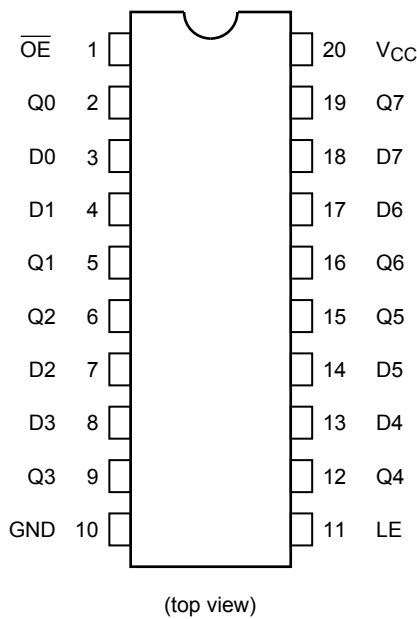 O̅E̅ 1 20 VCC
Q0 2 19 Q7
D0 3 18 D7
D1 4 17 D6
Q1 5 16 Q6
Q2 6 15 Q5
D2 7 14 D5
D3 8 13 D4
Q3 9 12 Q4
GND 10 11 LE
(top view)